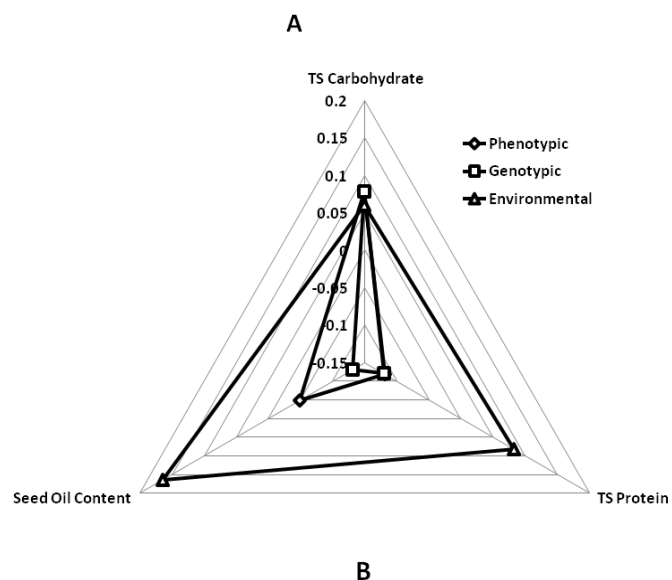 A
TS Carbohydrate
0.2
0.15
0.1
0.05
0
-0.05
-0.1
-0.15
Phenotypic
Genotypic
Environmental
Seed Oil Content
TS Protein
B